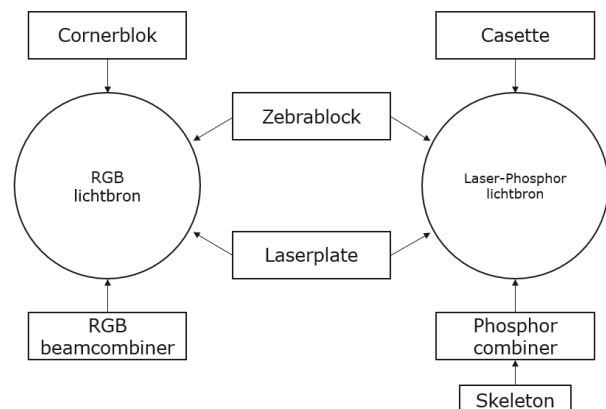 Cornerblok
Casette
Zebrablock
RGB
lichtbron
Laser-Phosphor
lichtbron
Laserplate
RGB
beamcombiner
Phosphor
combiner
Skeleton